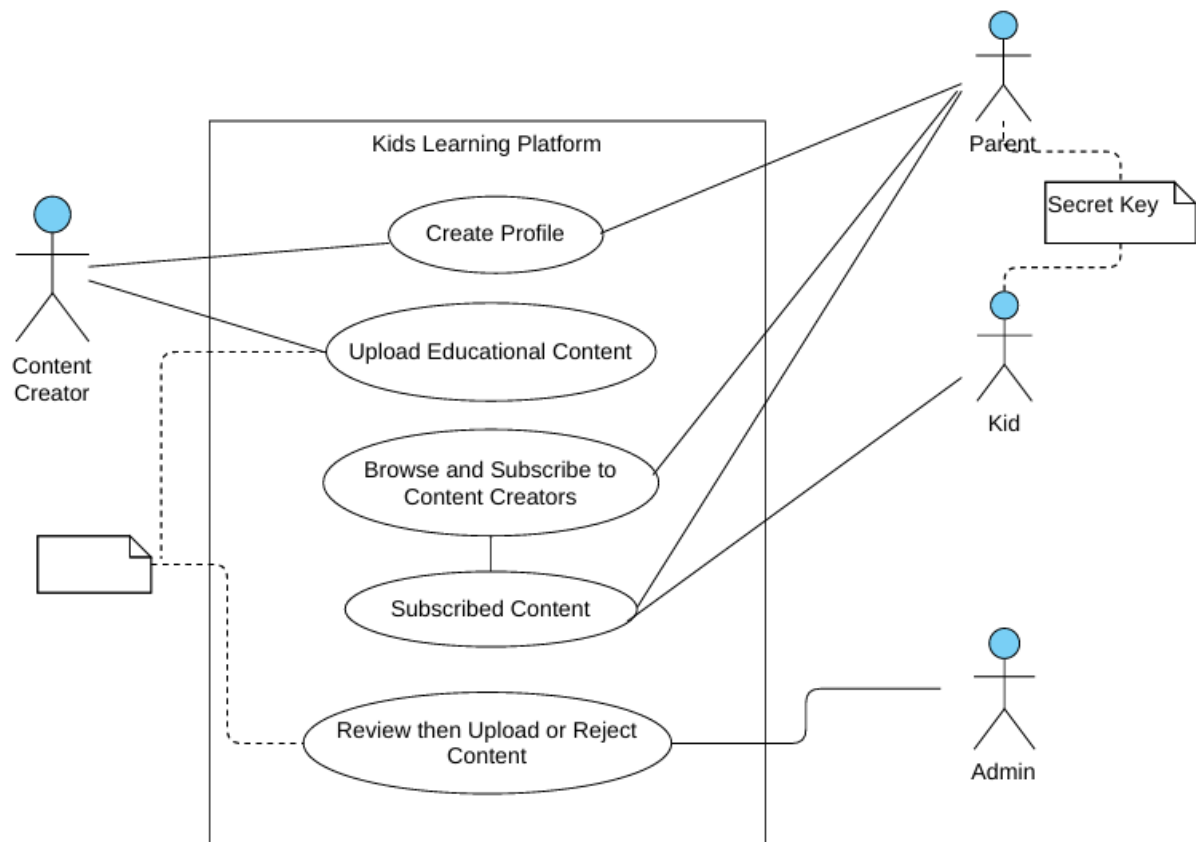 Parent
Kids Learning Platform
Secret Key
Create Profile
Upload Educational Content
Content
Creator
Kid
Browse and Subscribe to
Content Creators
Subscribed Content
Review then Upload or Reject
Content
Admin